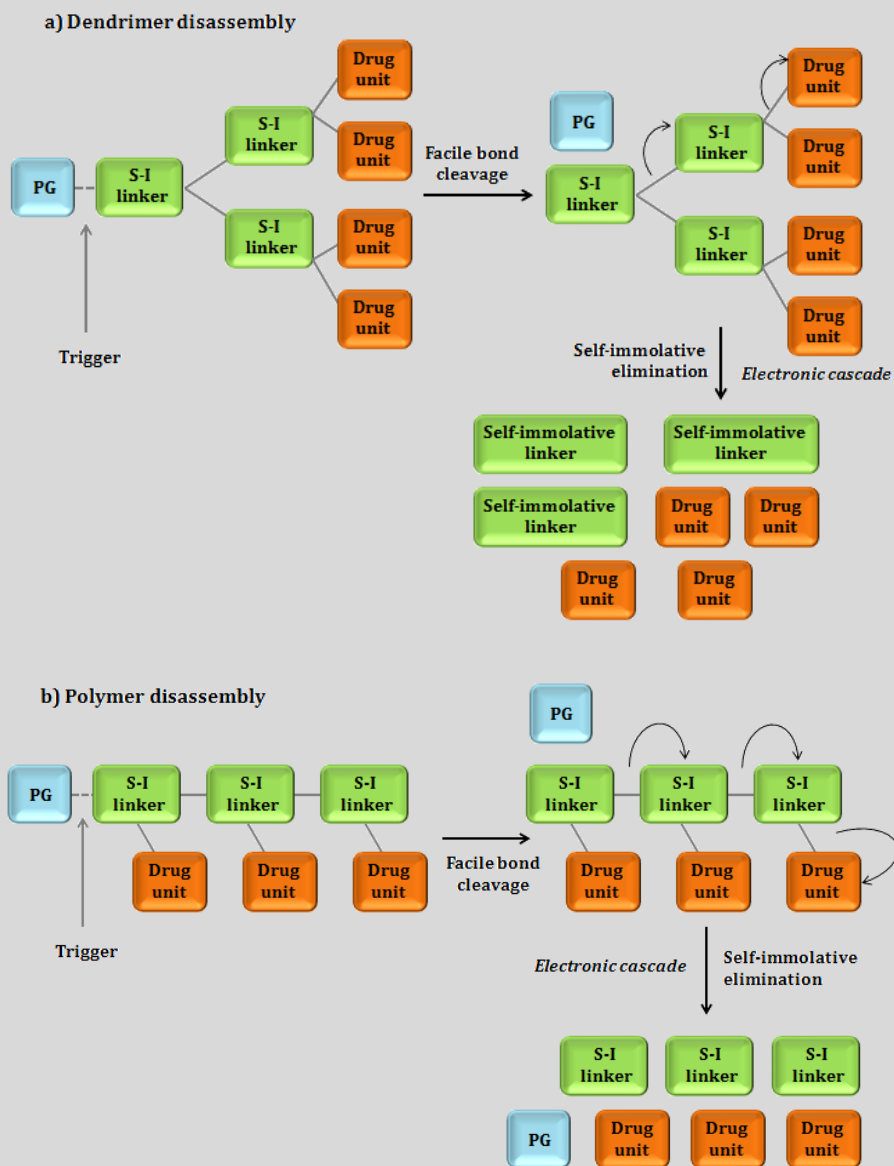 a) Dendrimer disassembly
Drug
unit
S-I
linker
Drug
unit
PG
S-I
linker
S-I
linker
Drug
unit
Drug
unit
Trigger
Facile bond
cleavage
PG
S-I
linker
S-I
linker
Drug
unit
Drug
unit
S-I
linker
Drug
unit
Drug
unit
Self-immolative
elimination
Electronic cascade
Self-immolative
linker
Self-immolative
linker
Self-immolative
linker
Drug
unit
Drug
unit
Drug
unit
Drug
unit
b) Polymer disassembly
PG
S-I
linker
S-I
linker
S-I
linker
Drug
unit
Drug
unit
Drug
unit
Trigger
Facile bond
cleavage
PG
S-I
linker
S-I
linker
S-I
linker
Drug
unit
Drug
unit
Drug
unit
Electronic cascade
Self-immolative
elimination
S-I
linker
S-I
linker
S-I
linker
PG
Drug
unit
Drug
unit
Drug
unit